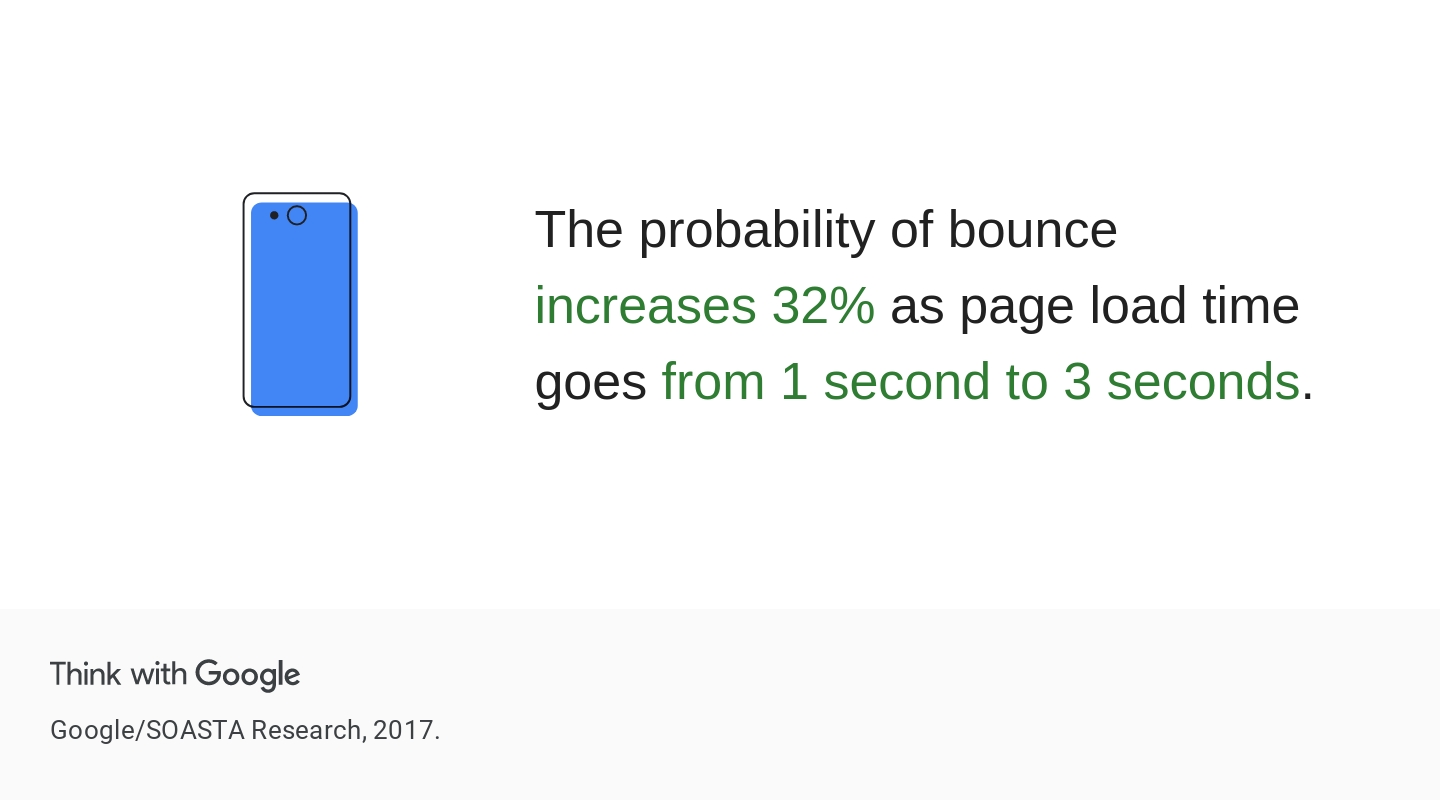 The probability of bounce
increases 32% as page load time
goes from 1 second to 3 seconds.
Think with Google
Google/SOASTA Research, 2017.